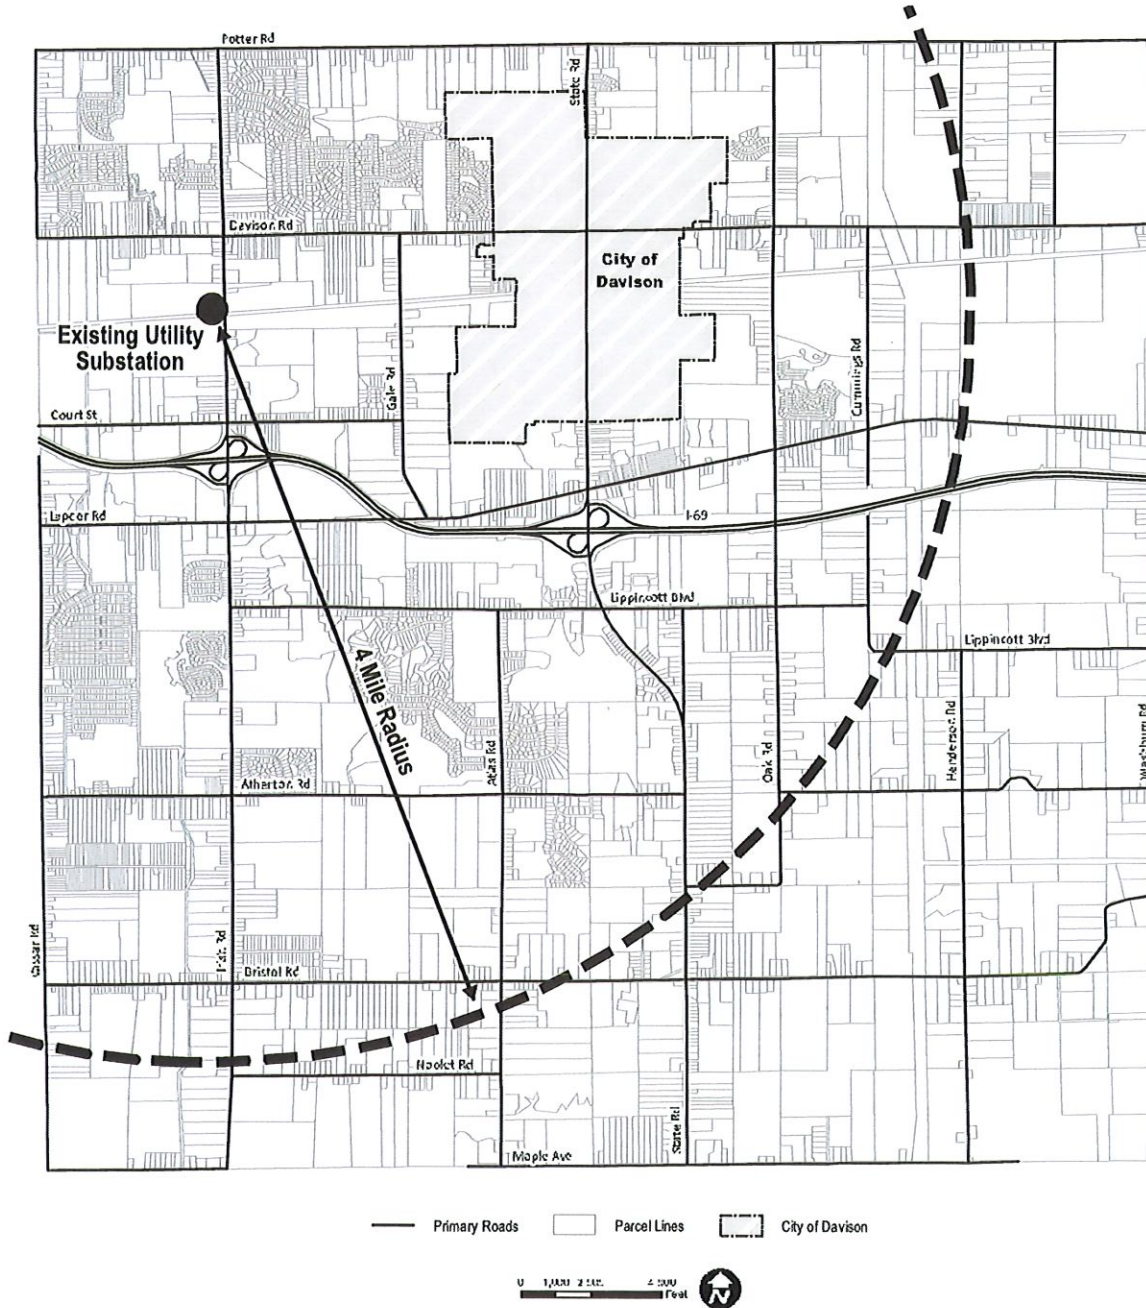 Potter Rd
State Rd
Davison Rd
City of
Davison
Existing Utility
Substation
Gale Rd
Cummings Rd
Court St
Lapeer Rd
I-69
Lippincott Blvd
Lippincott Blvd
4 Mile Radius
Henderson Rd
Atlas Rd
Oak Rd
Atherton Rd
Bristol Rd
State Rd
Maple Ave
Primary Roads
Parcel Lines
City of Davison
0
Feet
N